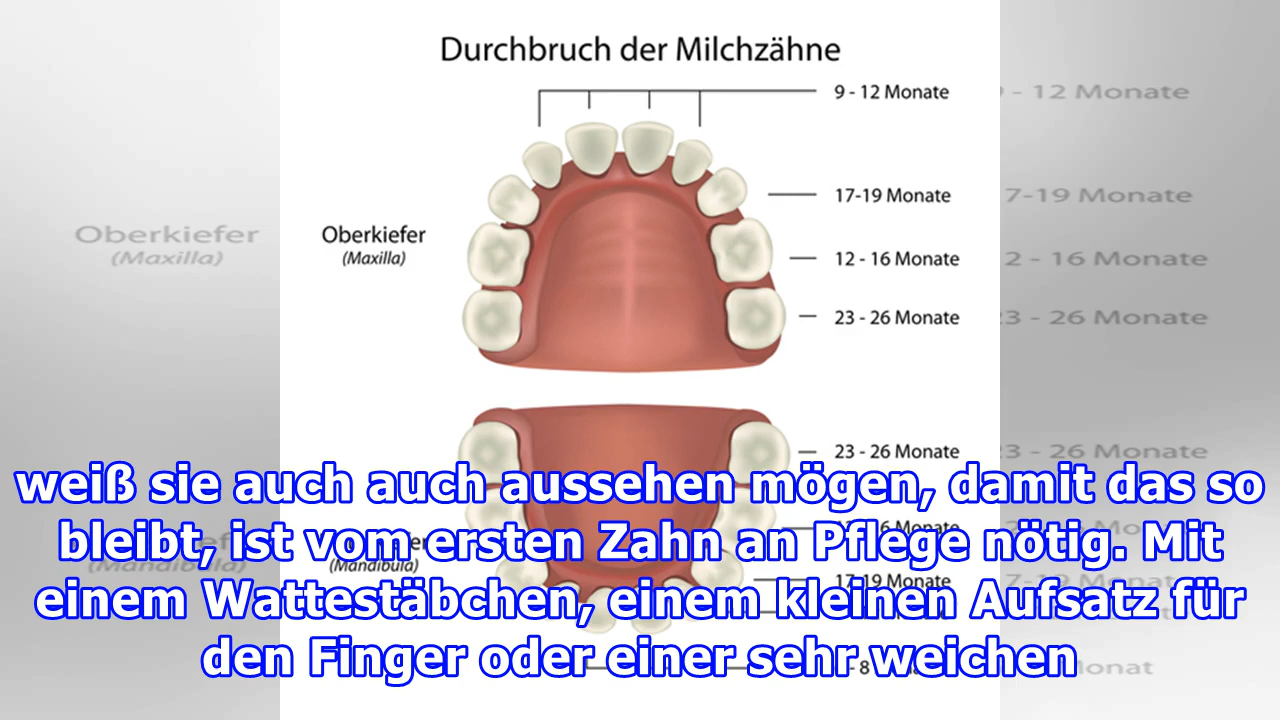 Durchbruch der Milchzähne
9 - 12 Monate
17-19 Monate
Oberkiefer
(Maxilla)
12 - 16 Monate
23 - 26 Monate
23 - 26 Monate
weiß sie auch auch aussehen mögen, damit das so
bleibt, ist vom ersten Zahn an Pflege nötig. Mit
(Mandibula)
17-19 Monate
einem Wattestäbchen, einem kleinen Aufsatz für
den Finger oder einer sehr weichen